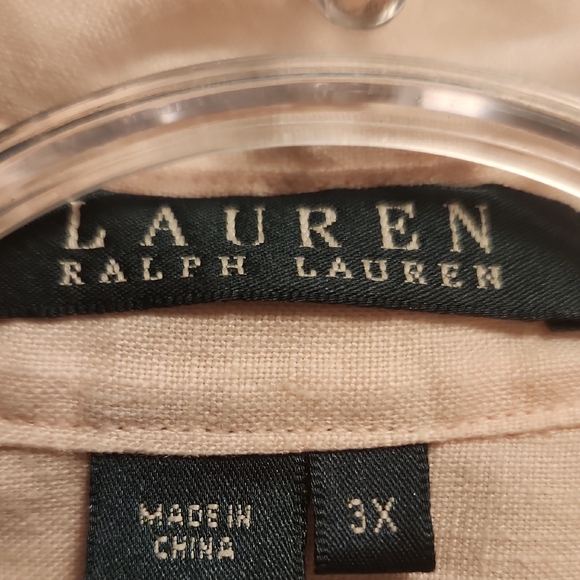 LAUREN
RALPH LAUREN
MADE IN
CHINA
3X